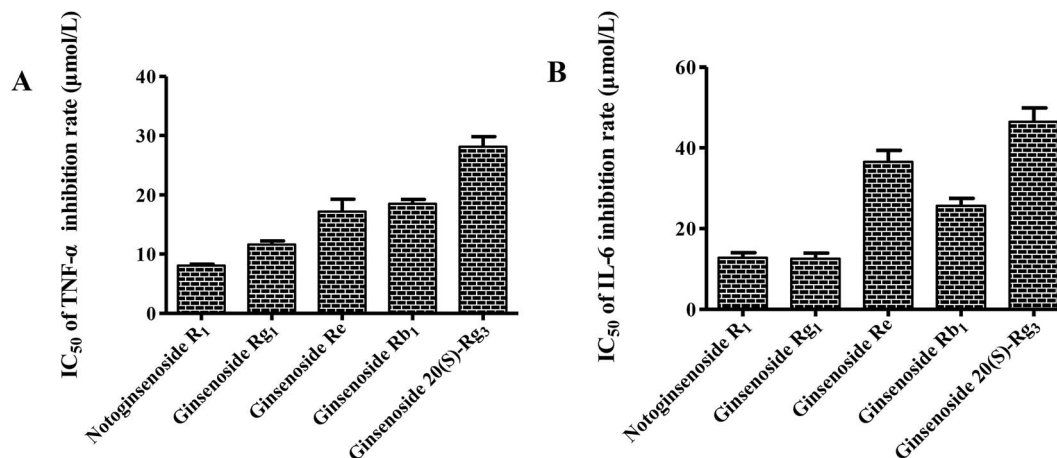 A
IC50 of TNF-α inhibition rate (μmol/L)
40
30
20
10
0
Notoginsenoside R1
Ginsenoside Rg1
Ginsenoside Re
Ginsenoside Rb1
Ginsenoside 20(S)-Rg3
B
IC50 of IL-6 inhibition rate (μmol/L)
60
40
20
0
Notoginsenoside R1
Ginsenoside Rg1
Ginsenoside Re
Ginsenoside Rb1
Ginsenoside 20(S)-Rg3